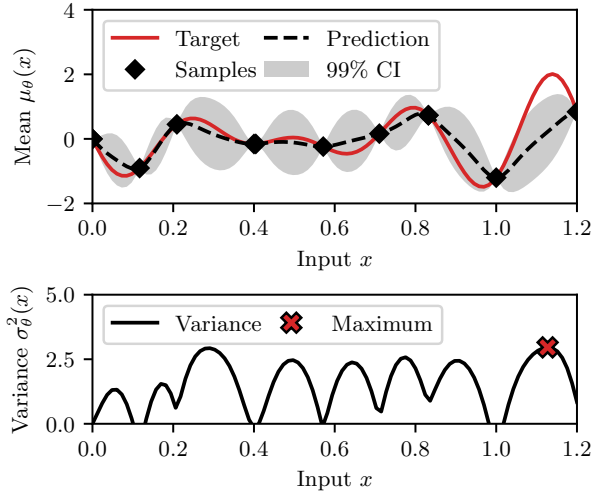 4
2
0
−2
Mean μθ(x)
Target
Samples
Prediction
99% CI
0.0 0.2 0.4 0.6 0.8 1.0 1.2
Input x
5.0
2.5
0.0
Variance σ²θ(x)
Variance
Maximum
0.0 0.2 0.4 0.6 0.8 1.0 1.2
Input x